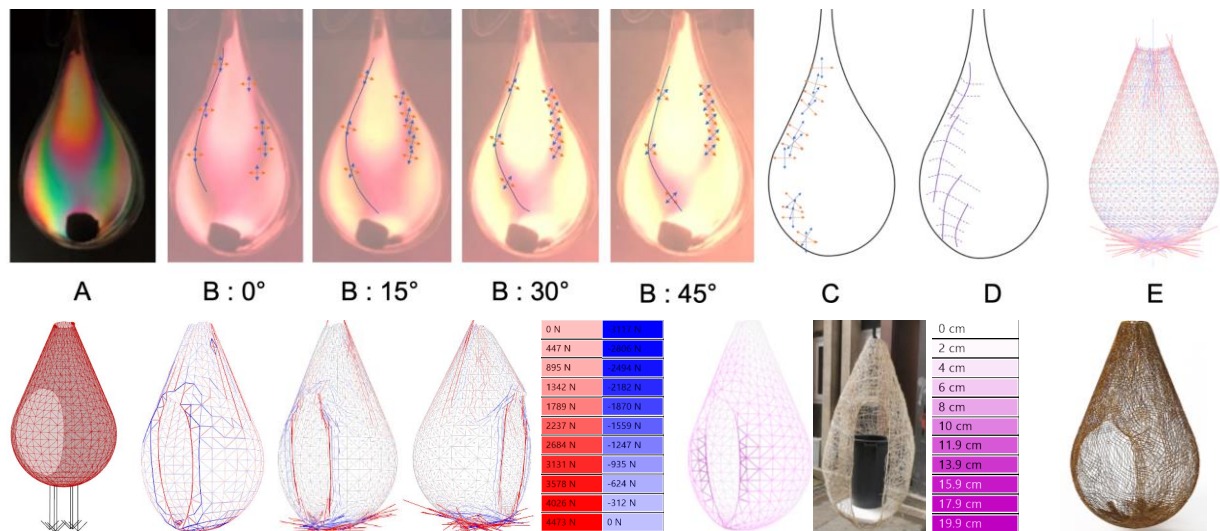 A
B : 0°
B : 15°
B : 30°
B : 45°
C
D
E
0 N
447 N
895 N
1342 N
1789 N
2237 N
2684 N
3131 N
3578 N
4026 N
4473 N
-3117 N
-2806 N
-2494 N
-2182 N
-1870 N
-1559 N
-1247 N
-935 N
-624 N
-312 N
0 N
0 cm
2 cm
4 cm
6 cm
8 cm
10 cm
11.9 cm
13.9 cm
15.9 cm
17.9 cm
19.9 cm